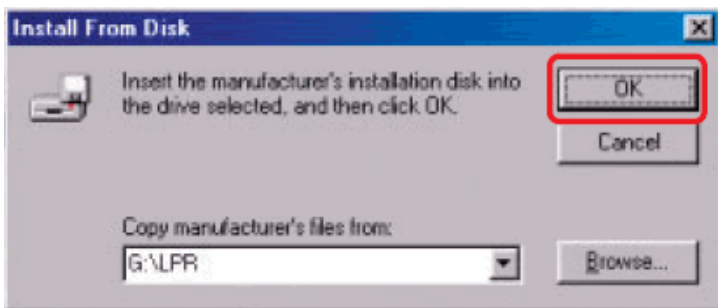 Install From Disk
Insert the manufacturer's installation disk into
the drive selected, and then click OK.
OK
Cancel
Copy manufacturer's files from:
G:\LPR
Browse...